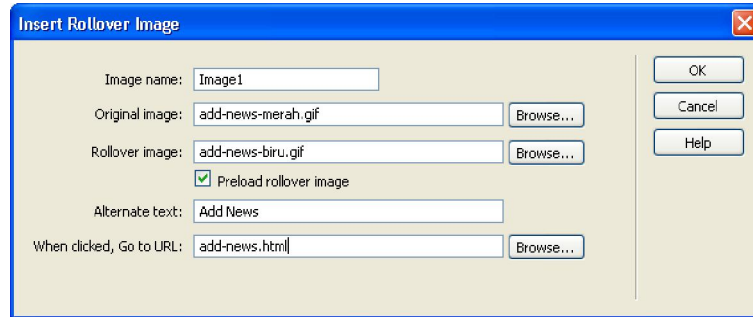 Insert Rollover Image
Image name: Image1
OK
Original image: add-news-merah.gif Browse...
Cancel
Rollover image: add-news-biru.gif Browse...
Help
Preload rollover image
Alternate text: Add News
When clicked, Go to URL: add-news.html Browse...